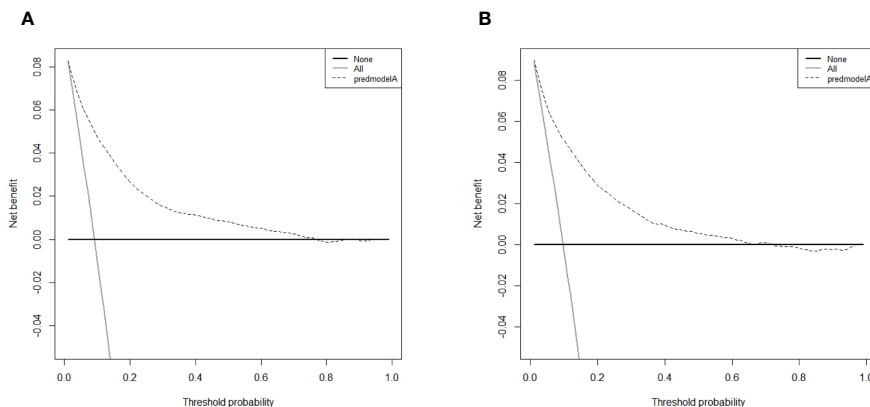 A
None
All
predmodelA
Net benefit
0.08
0.06
0.04
0.02
0.00
-0.02
-0.04
0.0 0.2 0.4 0.6 0.8 1.0
Threshold probability
B
None
All
predmodelA
Net benefit
0.08
0.06
0.04
0.02
0.00
-0.02
-0.04
0.0 0.2 0.4 0.6 0.8 1.0
Threshold probability